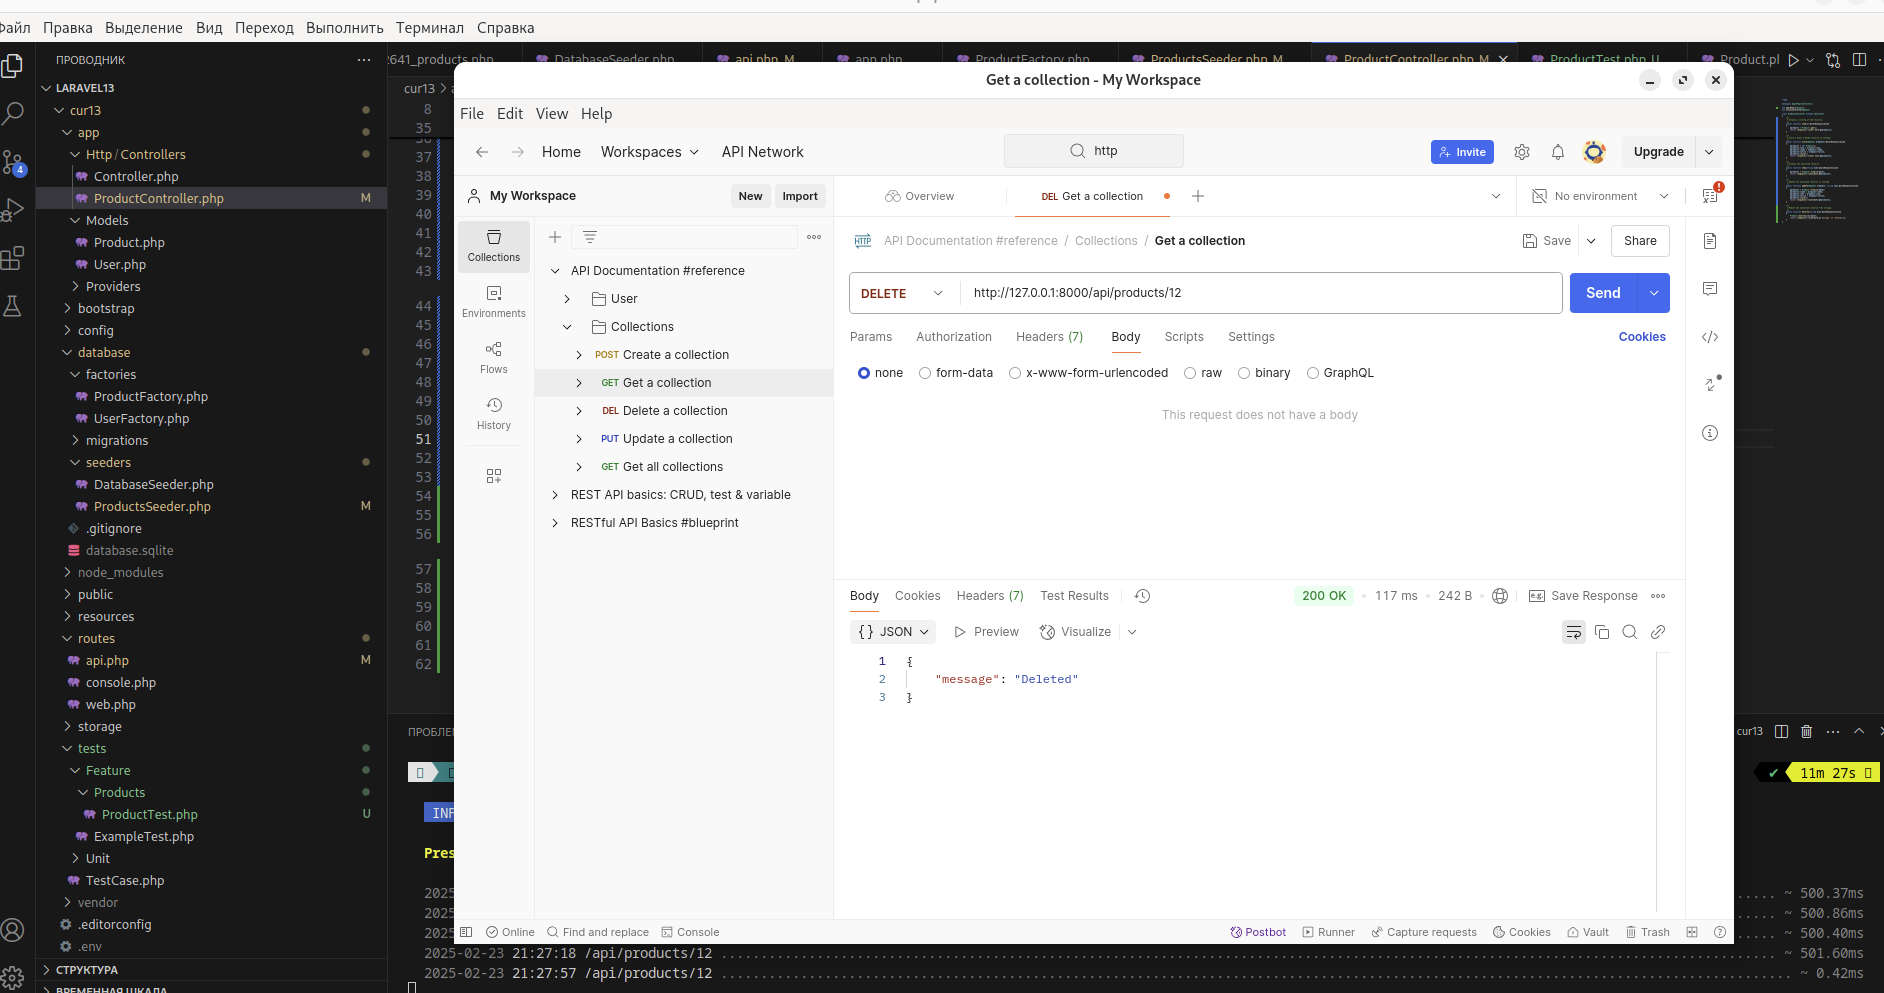 Файл Правка Выделение Вид Переход Выполнить Терминал Справка
ПРОВОДНИК
LARAVEL13
cur13
app
Http / Controllers
Controller.php
ProductController.php M
Models
Product.php
User.php
Providers
bootstrap
config
database
factories
ProductFactory.php
UserFactory.php
migrations
seeders
DatabaseSeeder.php
ProductsSeeder.php M
.gitignore
database.sqlite
node_modules
public
resources
routes
api.php M
console.php
web.php
storage
tests
Feature
Products
ProductTest.php U
ExampleTest.php
Unit
TestCase.php
vendor
.editorconfig
.env
СТРУКТУРА
ВРЕМЕННАЯ ШКАЛА
4
2641_products.php DatabaseSeeder.php api.php M app.php ProductFactory.php ProductsSeeder.php M ProductController.php M ProductTest.php U Product.pl
cur13
8
35
36
37
38
39
40
41
42
43
44
45
46
47
48
49
50
51
52
53
54
55
56
57
58
59
60
61
62
Get a collection - My Workspace
File Edit View Help
Home Workspaces API Network
http
Invite
Upgrade
My Workspace
New
Import
Overview
DEL Get a collection
No environment
Collections
Environments
Flows
History
API Documentation #reference
User
Collections
POST Create a collection
GET Get a collection
DEL Delete a collection
PUT Update a collection
GET Get all collections
REST API basics: CRUD, test & variable
RESTful API Basics #blueprint
HTTP API Documentation #reference / Collections / Get a collection
Save
Share
DELETE http://127.0.0.1:8000/api/products/12
Send
Params Authorization Headers (7) Body Scripts Settings Cookies
none form-data x-www-form-urlencoded raw binary GraphQL
This request does not have a body
Body Cookies Headers (7) Test Results
200 OK • 117 ms • 242 B •
Save Response
{} JSON Preview Visualize
1 {
2 "message": "Deleted"
3 }
Online Find and replace Console
Postbot Runner Capture requests Cookies Vault Trash
ПРОБЛЕ
cur13
11m 27s
INF
Pres
2025 ..... ~ 500.37ms
2025 ..... ~ 500.86ms
2025 ..... ~ 500.40ms
2025-02-23 21:27:18 /api/products/12 ..... ~ 501.60ms
2025-02-23 21:27:57 /api/products/12 ..... ~ 0.42ms